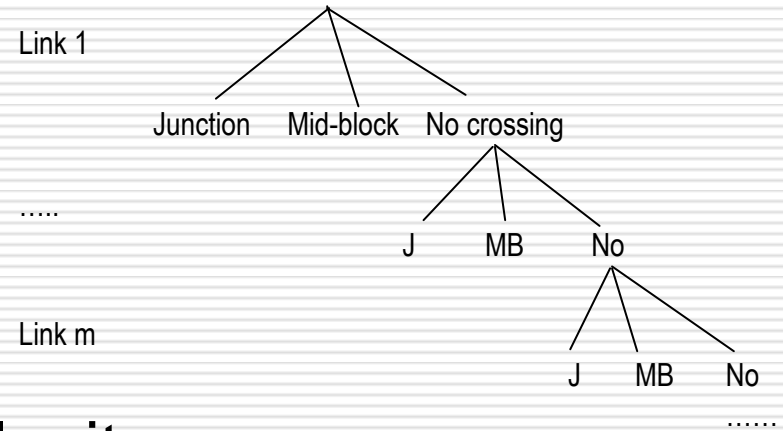 Link 1
Junction Mid-block No crossing
.....
J MB No
Link m
J MB No
......